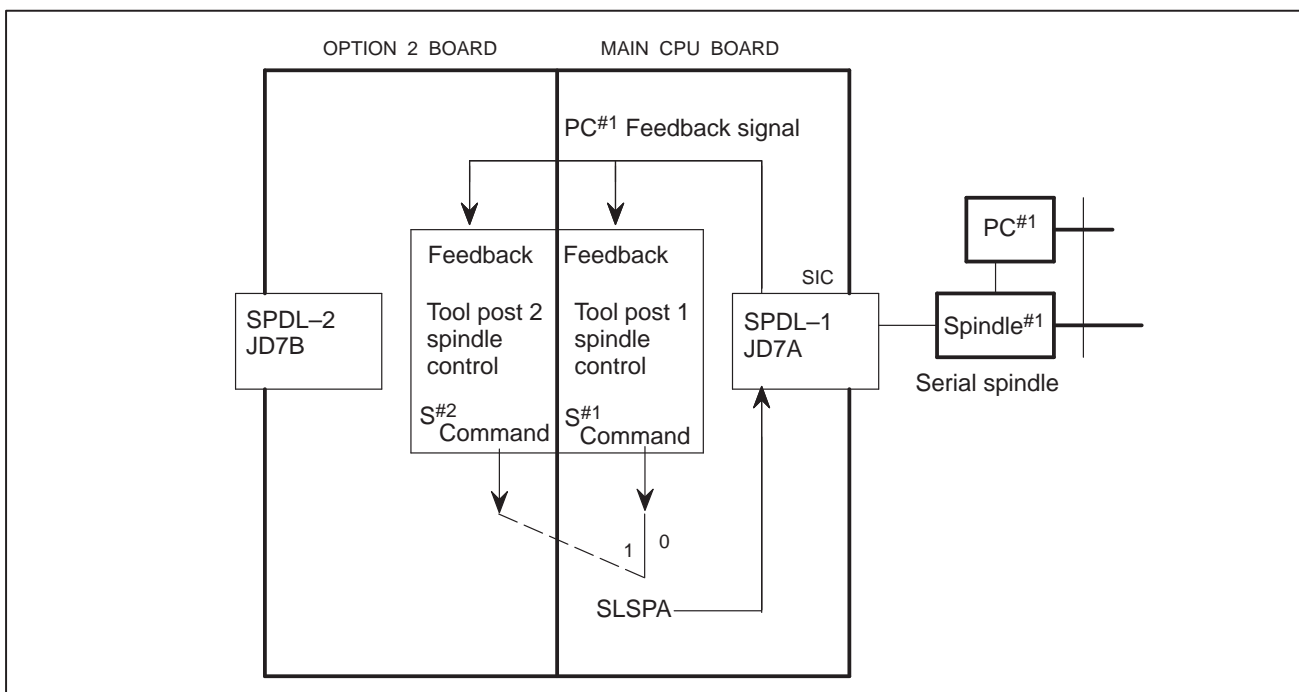 OPTION 2 BOARD
MAIN CPU BOARD
PC#1 Feedback signal
PC#1
Feedback
Feedback
SIC
SPDL–2
JD7B
Tool post 2
spindle
control
Tool post 1
spindle
control
SPDL–1
JD7A
Spindle#1
Serial spindle
S#2
Command
S#1
Command
1
0
SLSPA